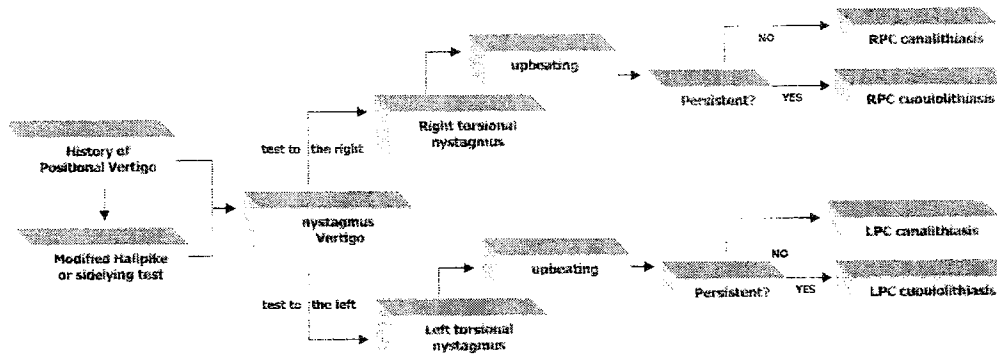 History of
Positional Vertigo
Modified Hallpike
or sidelying test
nystagmus
Vertigo
test to the right
Right torsional
nystagmus
upbeating
Persistent?
NO
RPC canalithiasis
YES
RPC cupulolithiasis
test to the left
Left torsional
nystagmus
upbeating
Persistent?
NO
LPC canalithiasis
YES
LPC cupulolithiasis